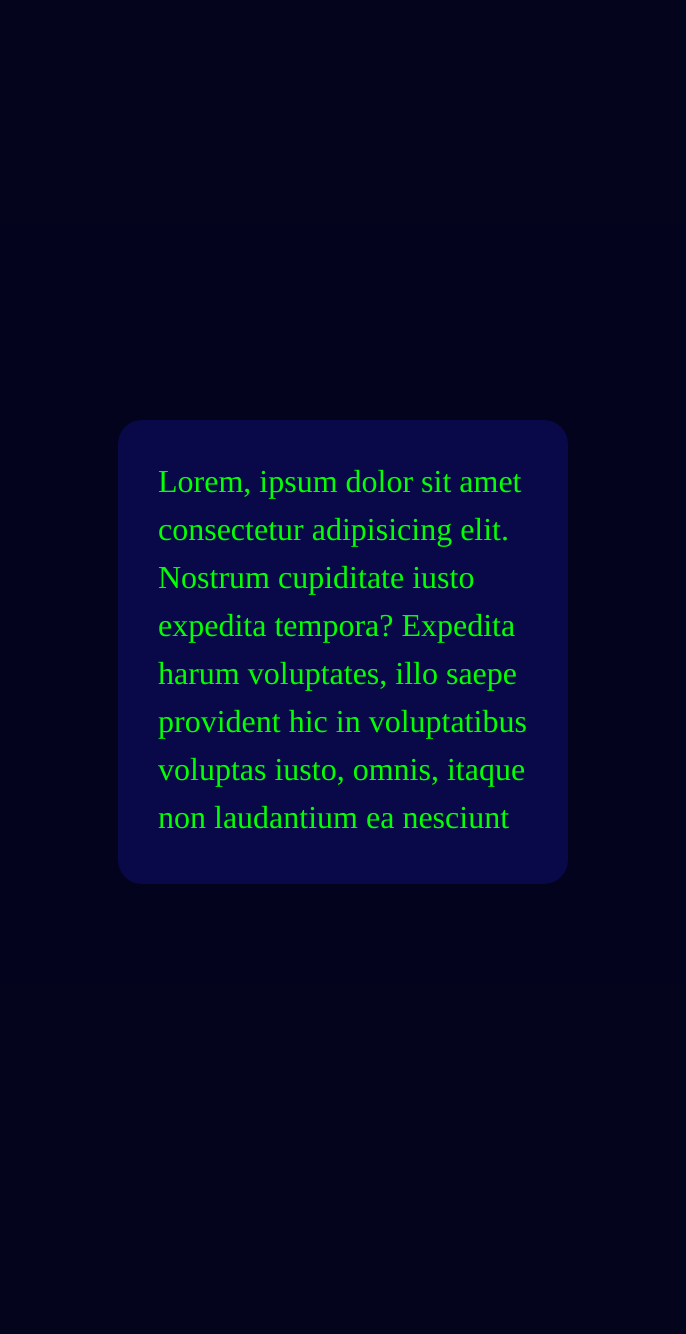 Lorem, ipsum dolor sit amet
consectetur adipisicing elit.
Nostrum cupiditate iusto
expedita tempora? Expedita
harum voluptates, illo saepe
provident hic in voluptatibus
voluptas iusto, omnis, itaque
non laudantium ea nesciunt